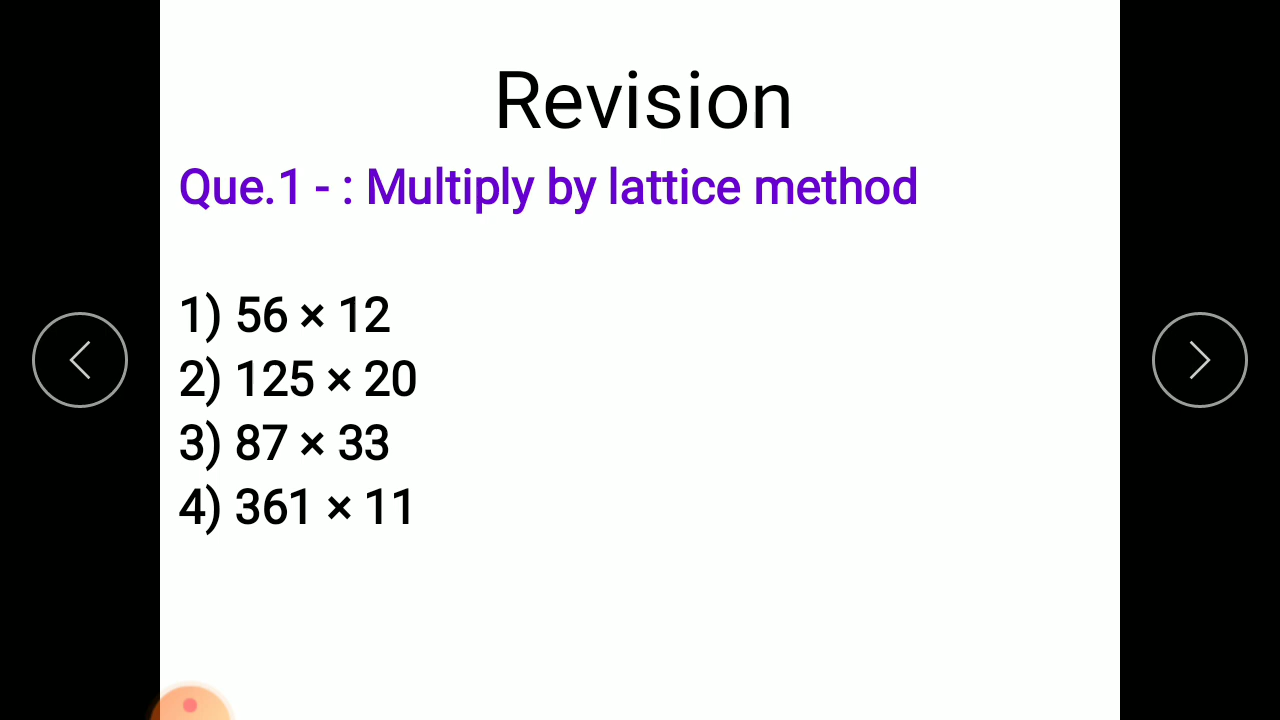 Revision
Que.1 - : Multiply by lattice method
1) 56 × 12
2) 125 × 20
3) 87 × 33
4) 361 × 11